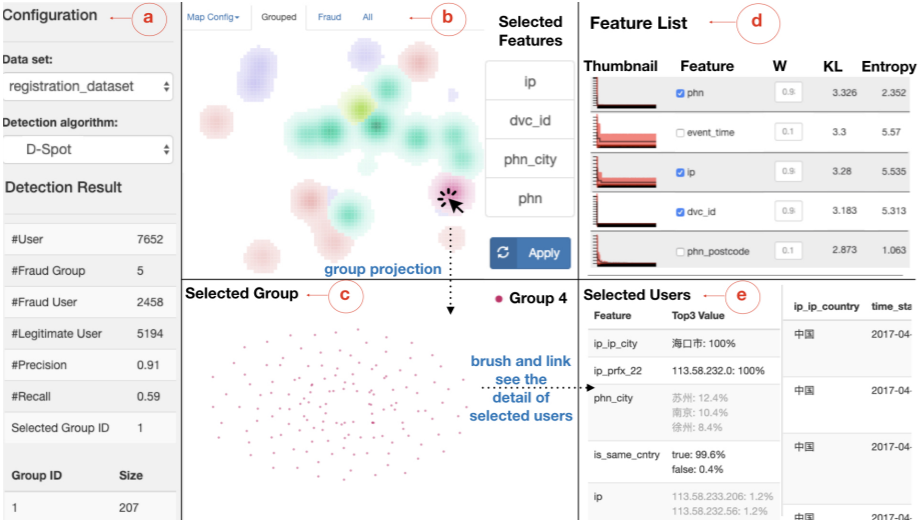 Configuration
a
Data set:
registration_dataset
Detection algorithm:
D-Spot
Detection Result
#User 7652
#Fraud Group 5
#Fraud User 2458
#Legitimate User 5194
#Precision 0.91
#Recall 0.59
Selected Group ID 1
Group ID Size
1 207
Map Config Grouped Fraud All
b
Selected
Features
ip
dvc_id
phn_city
phn
Apply
group projection
Selected Group
c
Group 4
brush and link
see the
detail of
selected users
Feature List
d
Thumbnail Feature W KL Entropy
phn 0.9 3.326 2.352
event_time 0.1 3.3 5.57
ip 0.9 3.28 5.535
dvc_id 0.9 3.183 5.313
phn_postcode 0.1 2.873 1.063
Selected Users
e
Feature Top3 Value
ip_ip_city 海口市: 100%
ip_prfx_22 113.58.232.0: 100%
phn_city 苏州: 12.4%
南京: 10.4%
徐州: 8.4%
is_same_cntry true: 99.6%
false: 0.4%
ip 113.58.233.206: 1.2%
113.58.232.56: 1.2%
ip_ip_country time_sta
中国 2017-04-
中国 2017-04-
中国 2017-04-
中国 2017-04-